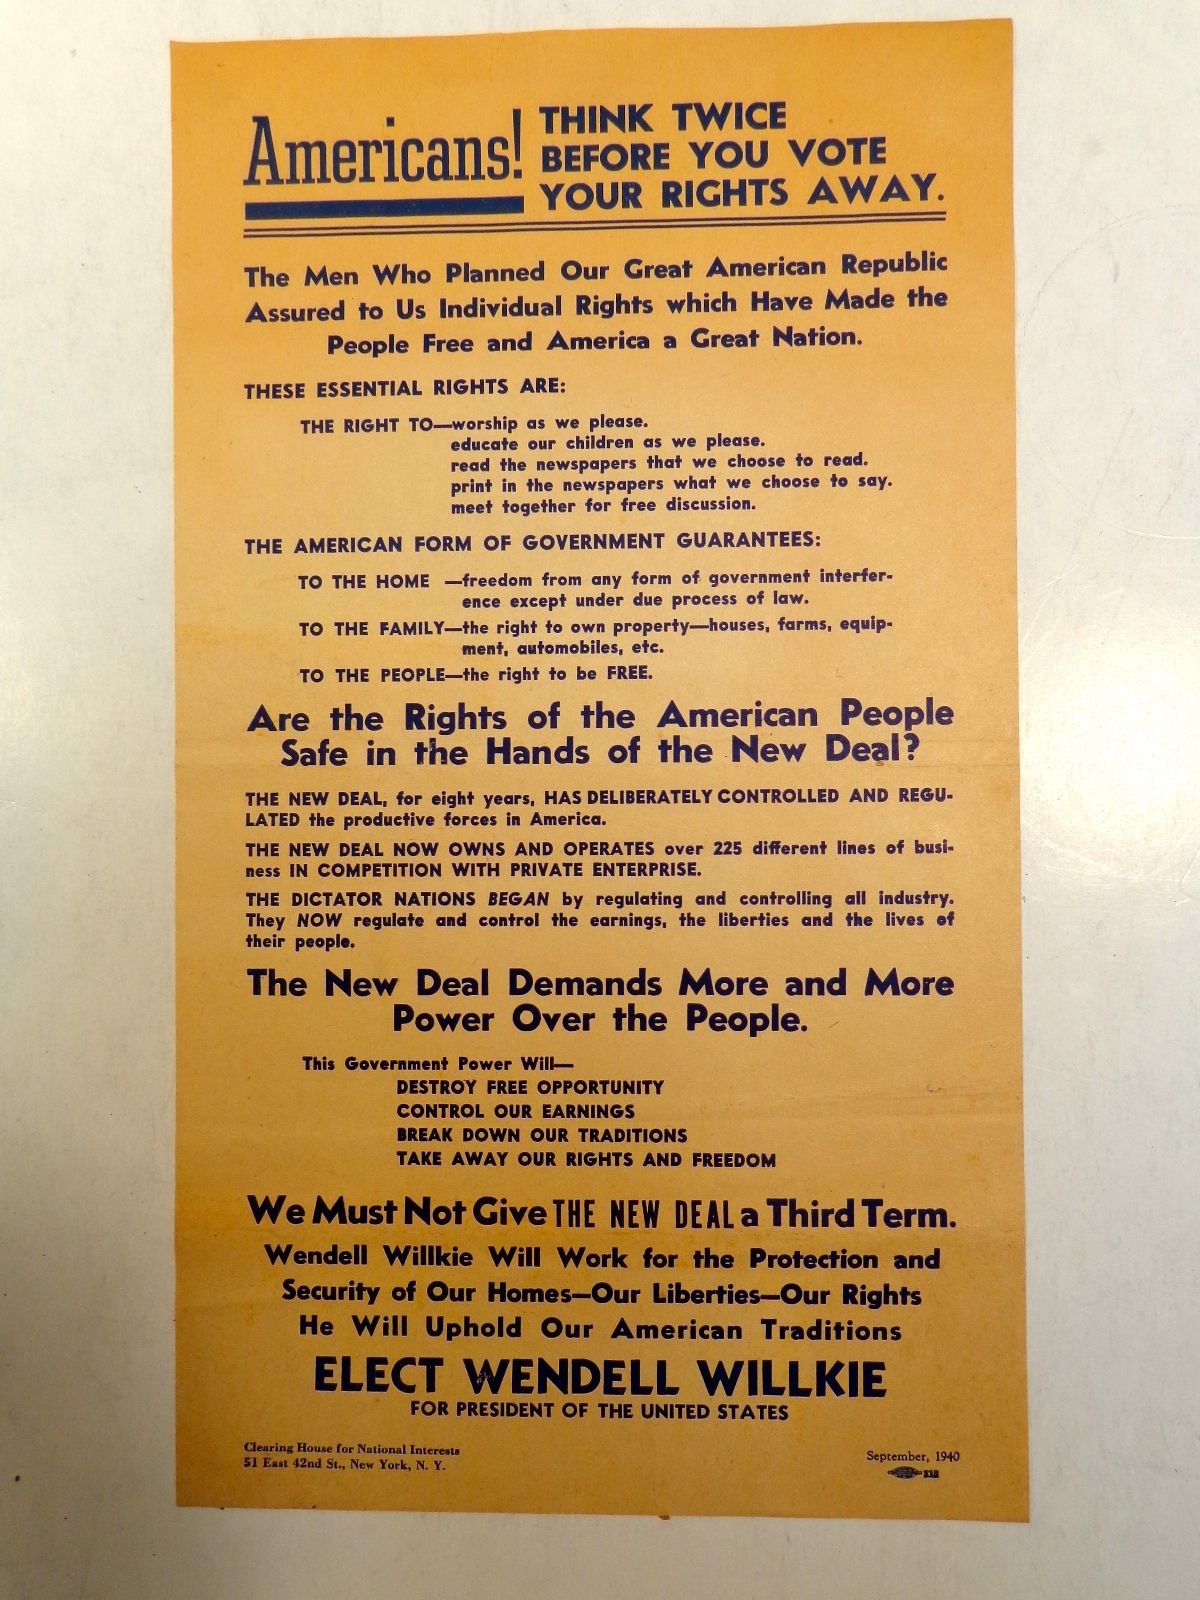 Americans!
THINK TWICE
BEFORE YOU VOTE
YOUR RIGHTS AWAY.
The Men Who Planned Our Great American Republic
Assured to Us Individual Rights which Have Made the
People Free and America a Great Nation.
THESE ESSENTIAL RIGHTS ARE:
THE RIGHT TO—worship as we please.
educate our children as we please.
read the newspapers that we choose to read.
print in the newspapers what we choose to say.
meet together for free discussion.
THE AMERICAN FORM OF GOVERNMENT GUARANTEES:
TO THE HOME —freedom from any form of government interfer-
ence except under due process of law.
TO THE FAMILY—the right to own property—houses, farms, equip-
ment, automobiles, etc.
TO THE PEOPLE—the right to be FREE.
Are the Rights of the American People
Safe in the Hands of the New Deal?
THE NEW DEAL, for eight years, HAS DELIBERATELY CONTROLLED AND REGU-
LATED the productive forces in America.
THE NEW DEAL NOW OWNS AND OPERATES over 225 different lines of busi-
ness IN COMPETITION WITH PRIVATE ENTERPRISE.
THE DICTATOR NATIONS BEGAN by regulating and controlling all industry.
They NOW regulate and control the earnings, the liberties and the lives of
their people.
The New Deal Demands More and More
Power Over the People.
This Government Power Will—
DESTROY FREE OPPORTUNITY
CONTROL OUR EARNINGS
BREAK DOWN OUR TRADITIONS
TAKE AWAY OUR RIGHTS AND FREEDOM
We Must Not Give THE NEW DEAL a Third Term.
Wendell Willkie Will Work for the Protection and
Security of Our Homes—Our Liberties—Our Rights
He Will Uphold Our American Traditions
ELECT WENDELL WILLKIE
FOR PRESIDENT OF THE UNITED STATES
Clearing House for National Interests
51 East 42nd St., New York, N. Y.
September, 1940